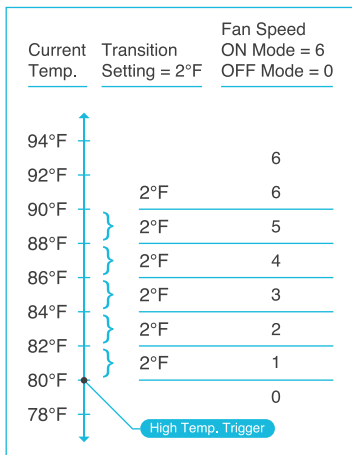 Fan Speed
Current Transition ON Mode = 6
Temp. Setting = 2°F OFF Mode = 0
94°F
6
92°F
2°F 6
90°F
2°F 5
88°F
2°F 4
86°F
2°F 3
84°F
2°F 2
82°F
2°F 1
80°F
0
78°F
High Temp. Trigger